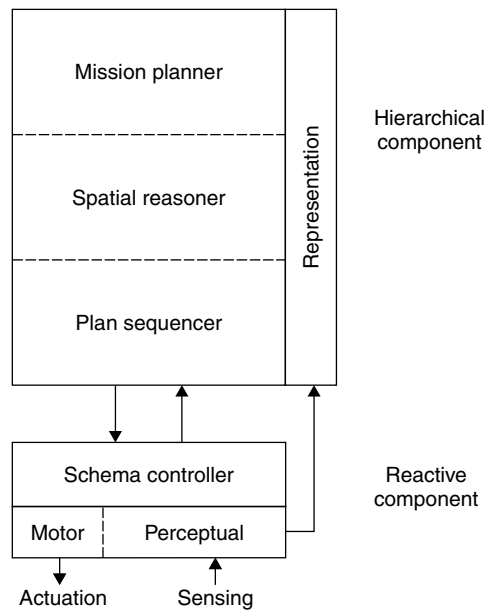 Mission planner
Spatial reasoner
Plan sequencer
Representation
Hierarchical
component
Schema controller
Motor
Perceptual
Reactive
component
Actuation
Sensing